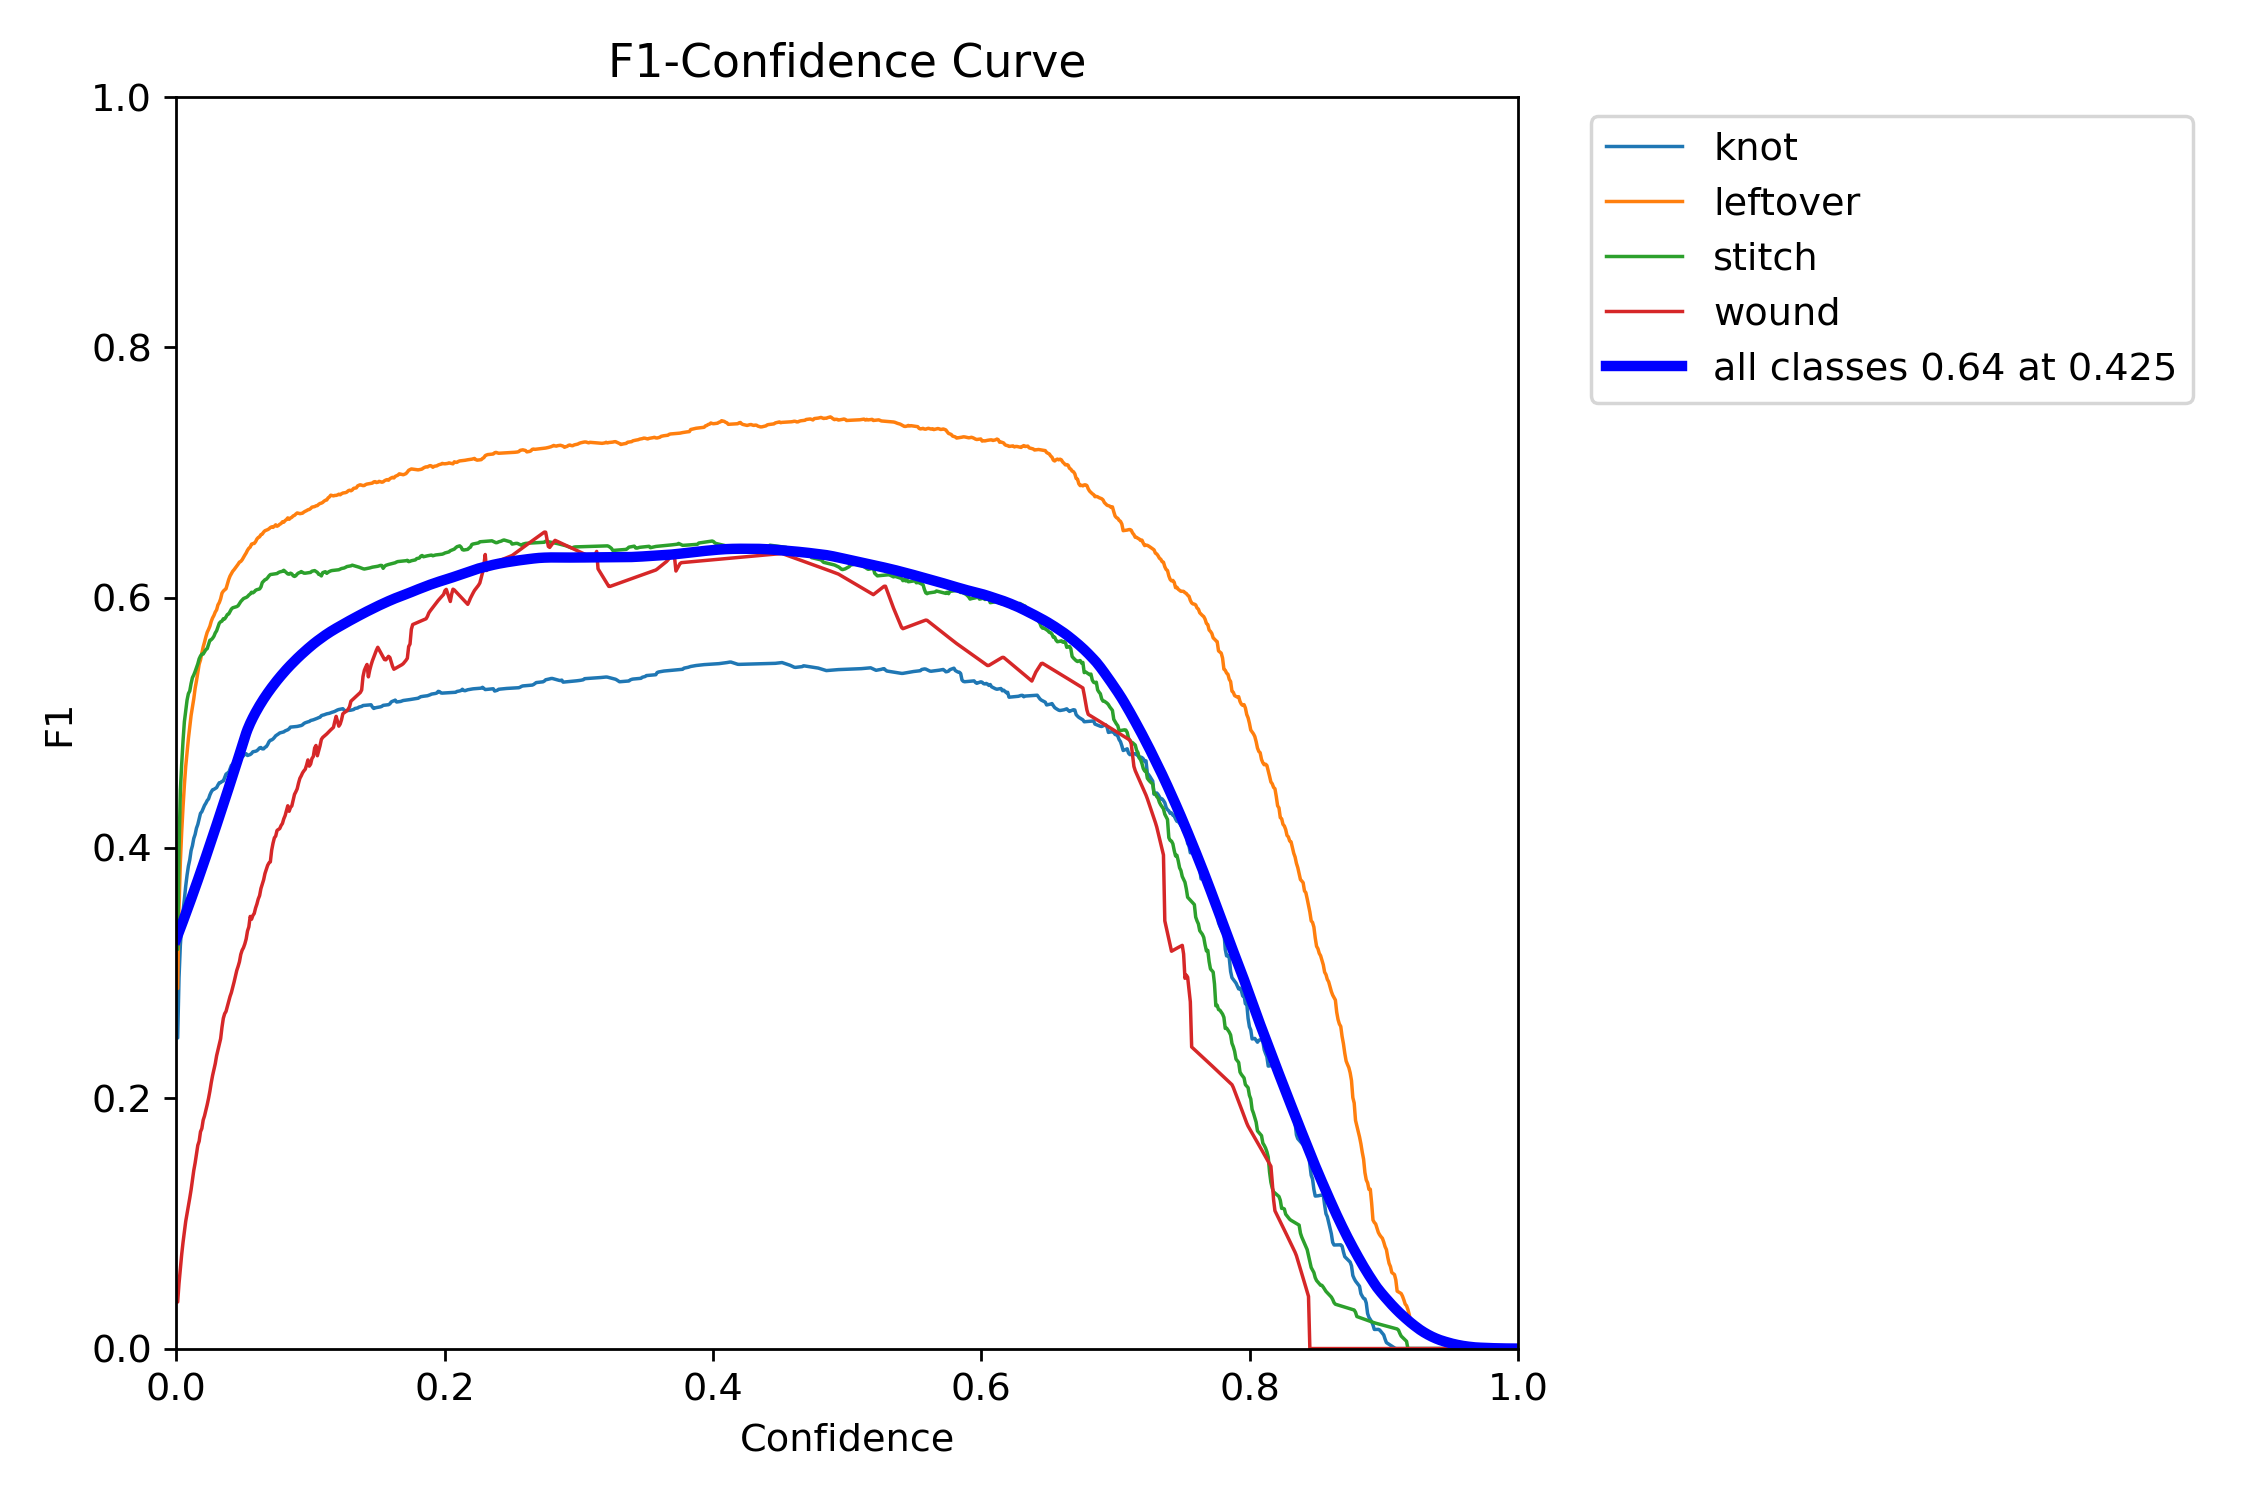 F1-Confidence Curve
1.0
0.8
0.6
0.4
0.2
0.0
F1
0.0 0.2 0.4 0.6 0.8 1.0
Confidence
knot
leftover
stitch
wound
all classes 0.64 at 0.425